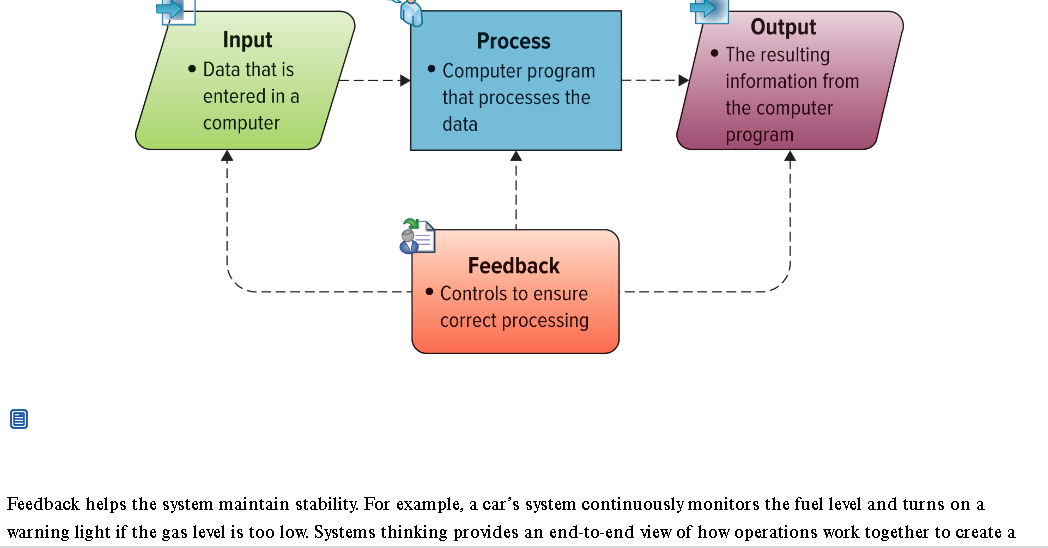 Input
• Data that is
entered in a
computer
Process
• Computer program
that processes the
data
Output
• The resulting
information from
the computer
program
Feedback
• Controls to ensure
correct processing
Feedback helps the system maintain stability. For example, a car’s system continuously monitors the fuel level and turns on a
warning light if the gas level is too low. Systems thinking provides an end-to-end view of how operations work together to create a